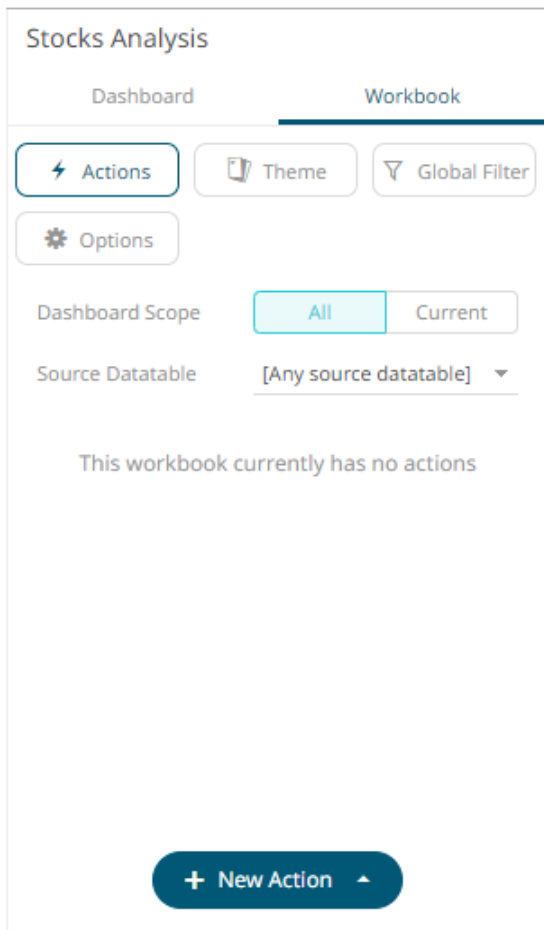 Stocks Analysis
Dashboard Workbook
Actions Theme Global Filter
Options
Dashboard Scope All Current
Source Datatable [Any source datatable]
This workbook currently has no actions
+ New Action